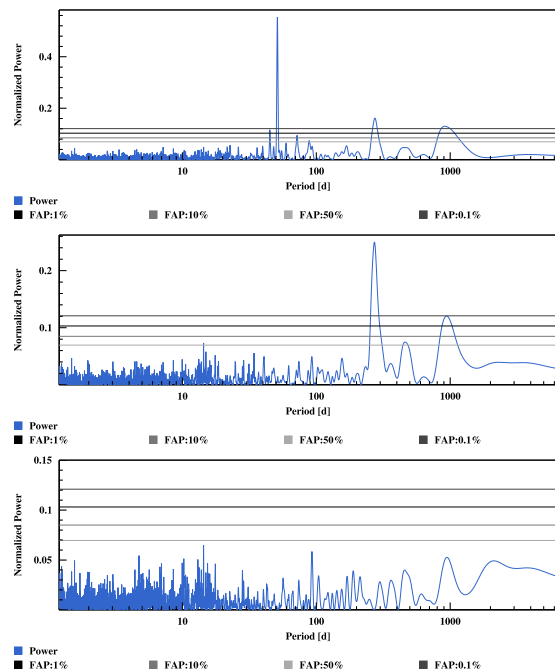 0.4
0.2
Normalized Power
10
100
1000
Period [d]
Power
FAP:1%
FAP:10%
FAP:50%
FAP:0.1%
0.2
0.1
Normalized Power
10
100
1000
Period [d]
Power
FAP:1%
FAP:10%
FAP:50%
FAP:0.1%
0.15
0.1
0.05
Normalized Power
10
100
1000
Period [d]
Power
FAP:1%
FAP:10%
FAP:50%
FAP:0.1%